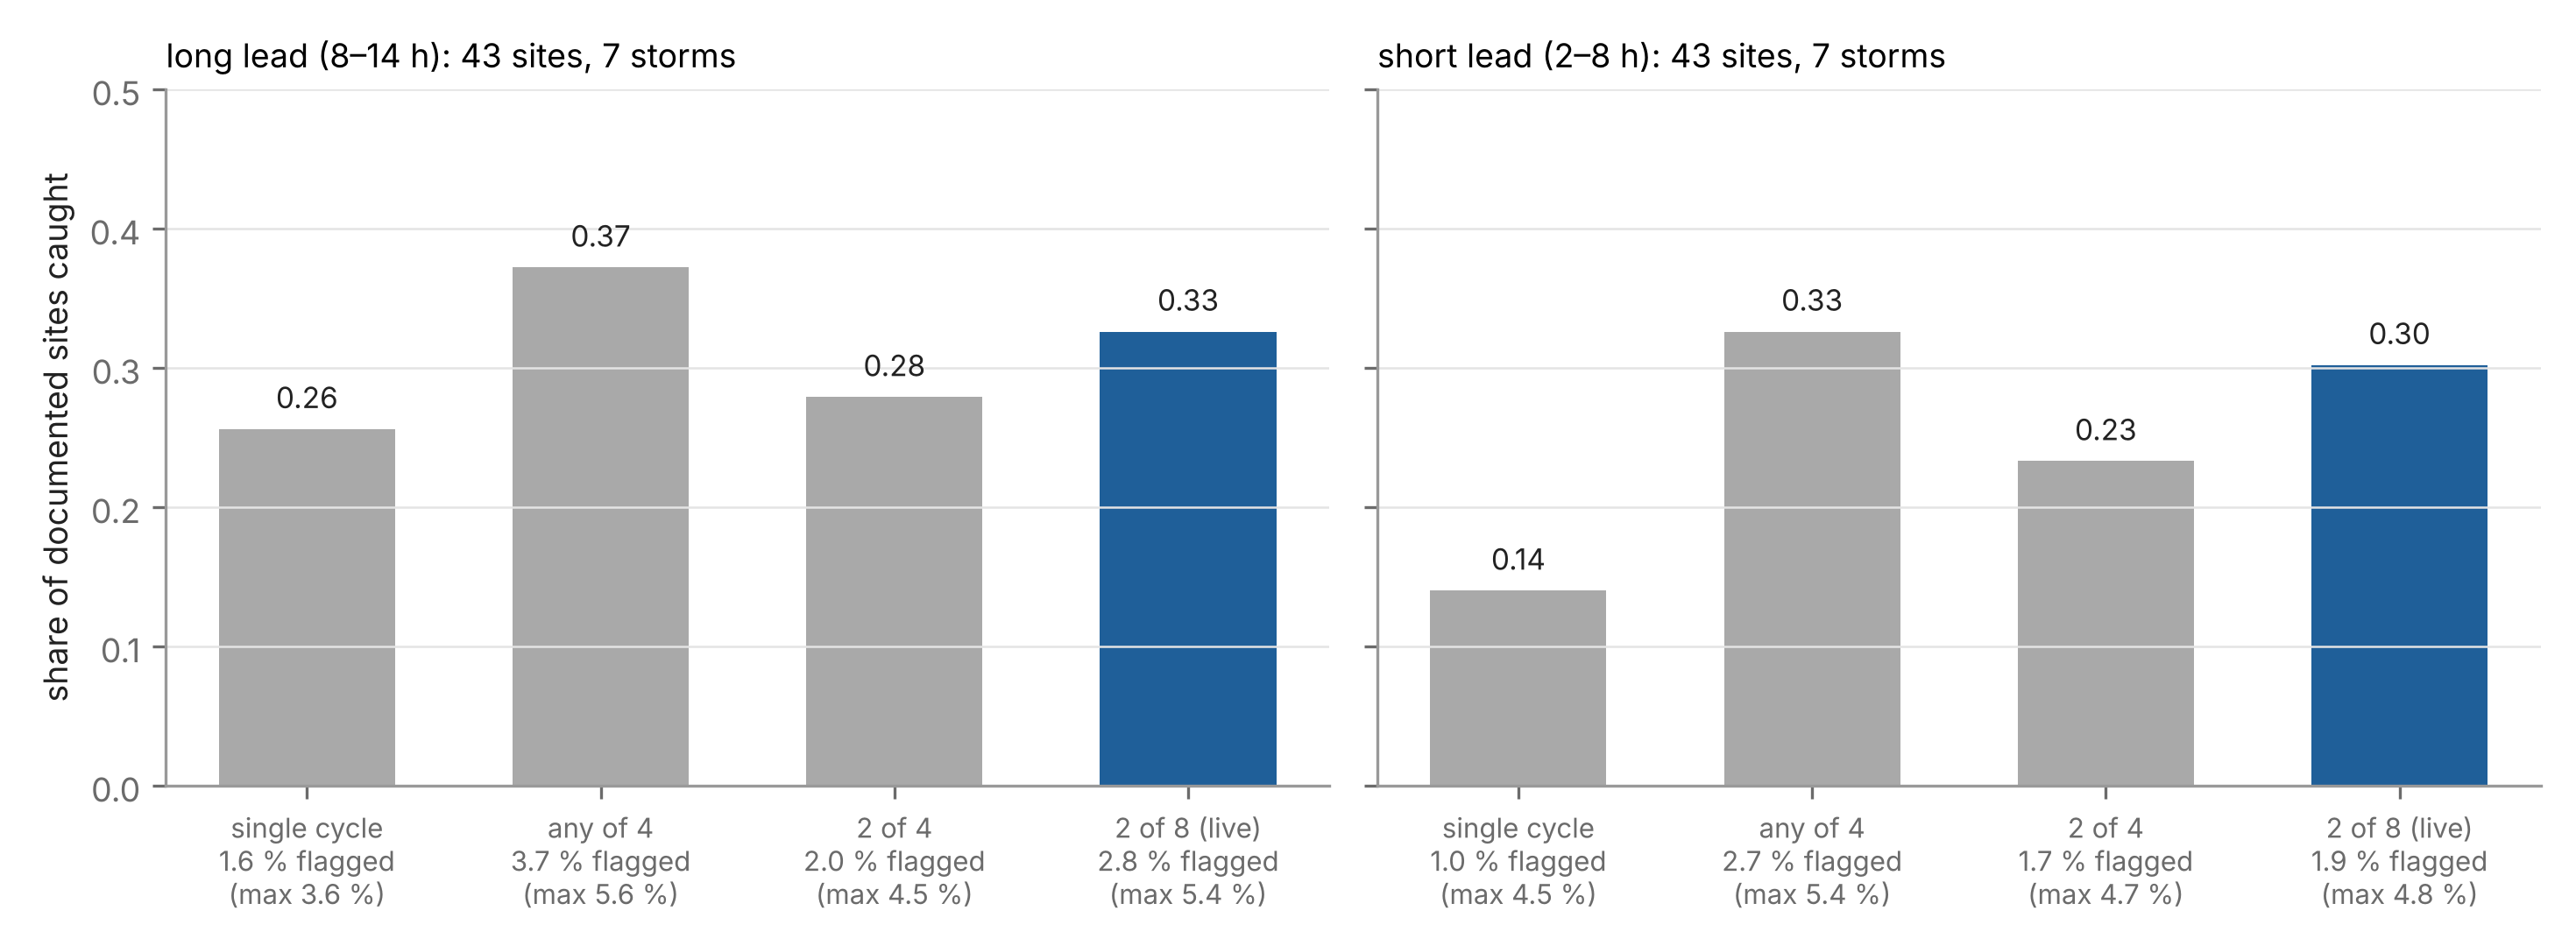 long lead (8–14 h): 43 sites, 7 storms
short lead (2–8 h): 43 sites, 7 storms
share of documented sites caught
0.5
0.4
0.3
0.2
0.1
0.0
0.26
0.37
0.28
0.33
0.14
0.33
0.23
0.30
single cycle
1.6 % flagged
(max 3.6 %)
any of 4
3.7 % flagged
(max 5.6 %)
2 of 4
2.0 % flagged
(max 4.5 %)
2 of 8 (live)
2.8 % flagged
(max 5.4 %)
single cycle
1.0 % flagged
(max 4.5 %)
any of 4
2.7 % flagged
(max 5.4 %)
2 of 4
1.7 % flagged
(max 4.7 %)
2 of 8 (live)
1.9 % flagged
(max 4.8 %)